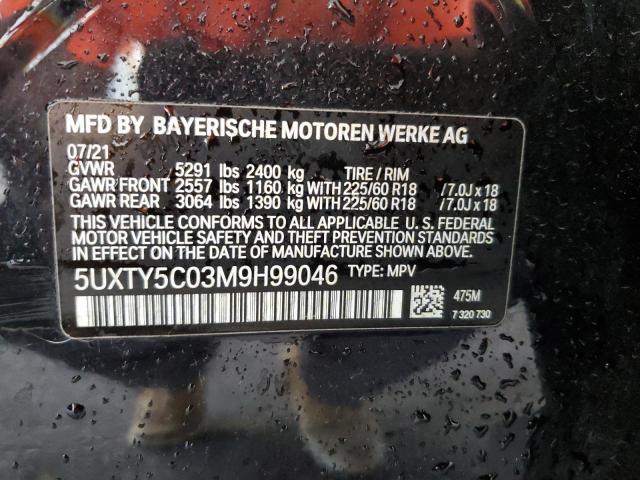 MFD BY BAYERISCHE MOTOREN WERKE AG
07/21
GVWR 5291 lbs 2400 kg TIRE / RIM
GAWR FRONT 2557 lbs 1160 kg WITH 225/60 R18 / 7.0J x 18
GAWR REAR 3064 lbs 1390 kg WITH 225/60 R18 / 7.0J x 18
THIS VEHICLE CONFORMS TO ALL APPLICABLE U. S. FEDERAL
MOTOR VEHICLE SAFETY AND THEFT PREVENTION STANDARDS
IN EFFECT ON THE DATE OF MANUFACTURE SHOWN ABOVE.
5UXTY5C03M9H99046 TYPE: MPV
475M
7 320 730